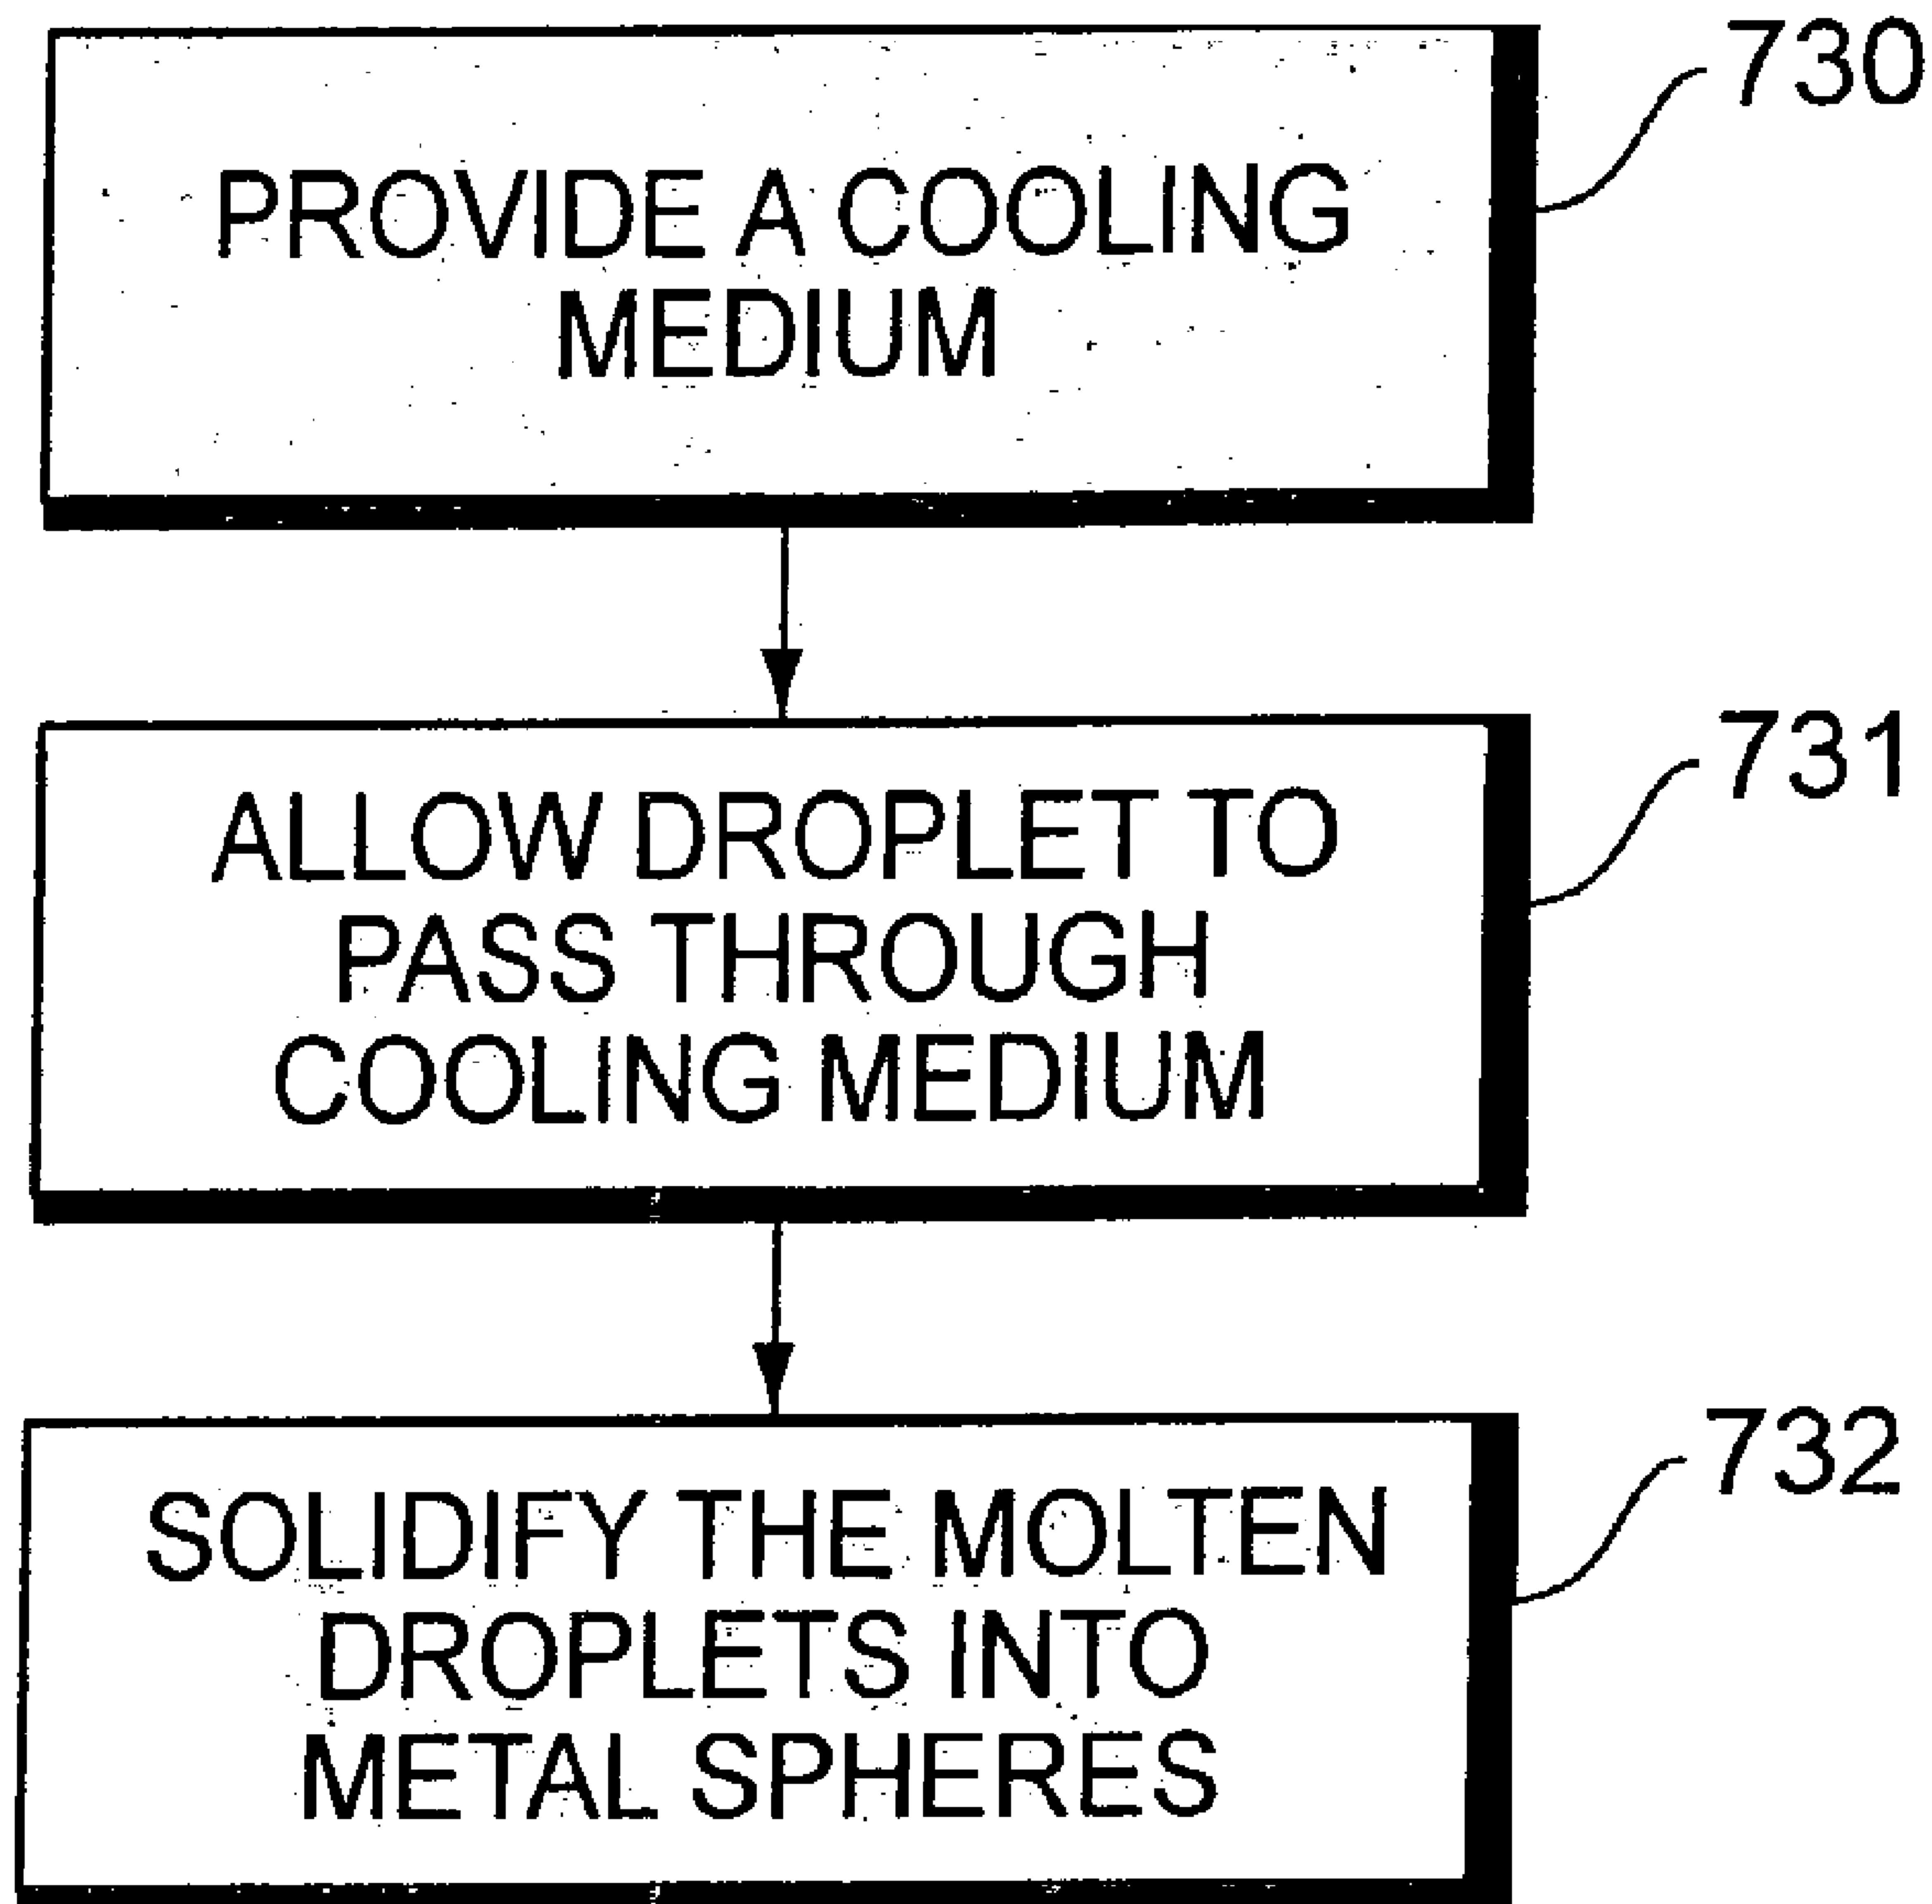 730
PROVIDE A COOLING
MEDIUM
731
ALLOW DROPLET TO
PASS THROUGH
COOLING MEDIUM
732
SOLIDIFY THE MOLTEN
DROPLETS INTO
METAL SPHERES